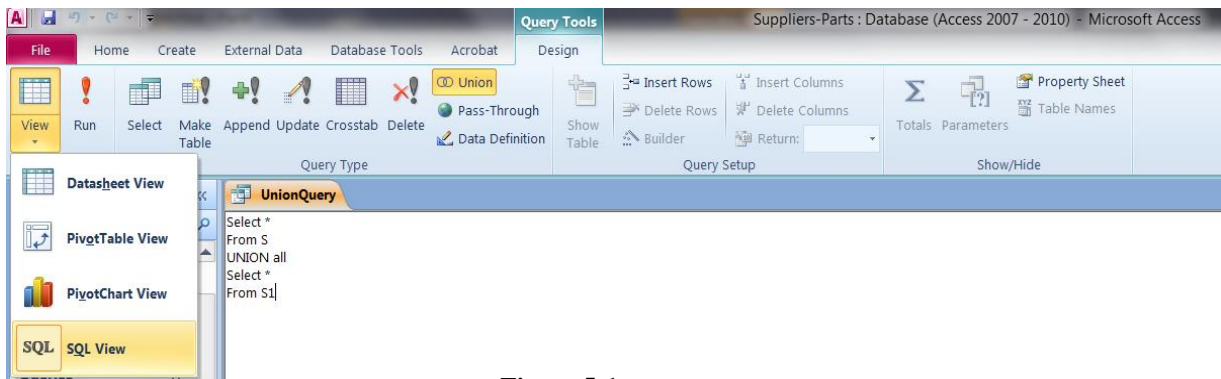 Query Tools
Suppliers-Parts : Database (Access 2007 - 2010) - Microsoft Access
File Home Create External Data Database Tools Acrobat Design
View Run Select Make Table Append Update Crosstab Delete
Union
Pass-Through
Data Definition
Show Table
Insert Rows
Delete Rows
Builder
Insert Columns
Delete Columns
Return:
Totals Parameters
Property Sheet
Table Names
Query Type Query Setup Show/Hide
Datasheet View
PivotTable View
PivotChart View
SQL SQL View
UnionQuery
Select *
From S
UNION all
Select *
From S1